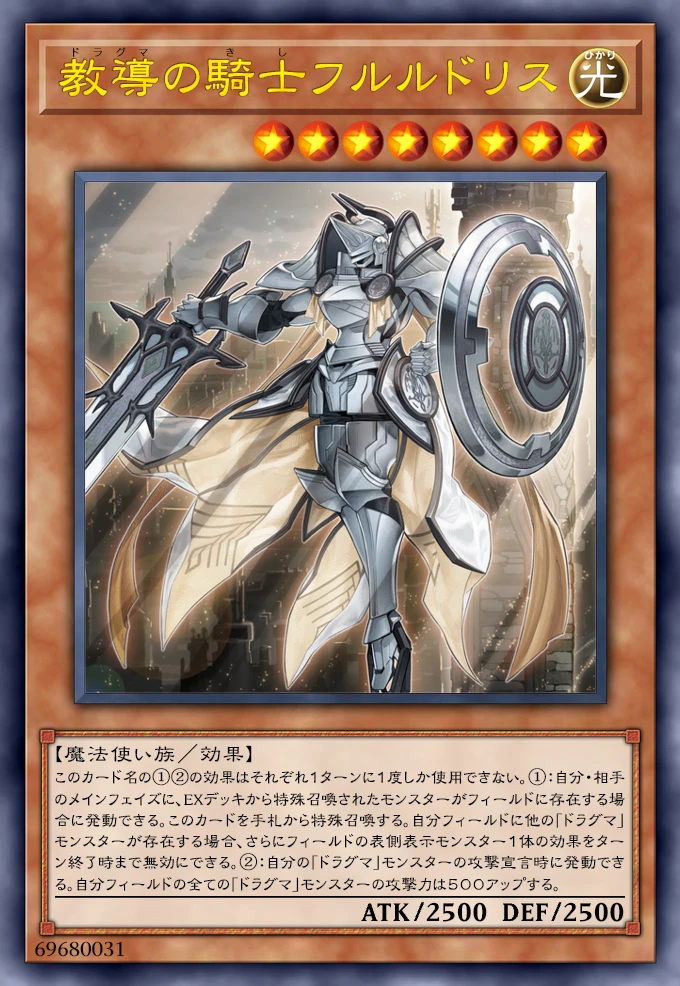 ドラグマ きし
教導の騎士フルルドリス
ひかり
光
【魔法使い族／効果】
このカード名の①②の効果はそれぞれ1ターンに1度しか使用できない。①：自分・相手
のメインフェイズに、EXデッキから特殊召喚されたモンスターがフィールドに存在する場
合に発動できる。このカードを手札から特殊召喚する。自分フィールドに他の「ドラグマ」
モンスターが存在する場合、さらにフィールドの表側表示モンスター1体の効果をター
ン終了時まで無効にできる。②：自分の「ドラグマ」モンスターの攻撃宣言時に発動でき
る。自分フィールドの全ての「ドラグマ」モンスターの攻撃力は500アップする。
ATK/2500 DEF/2500
69680031